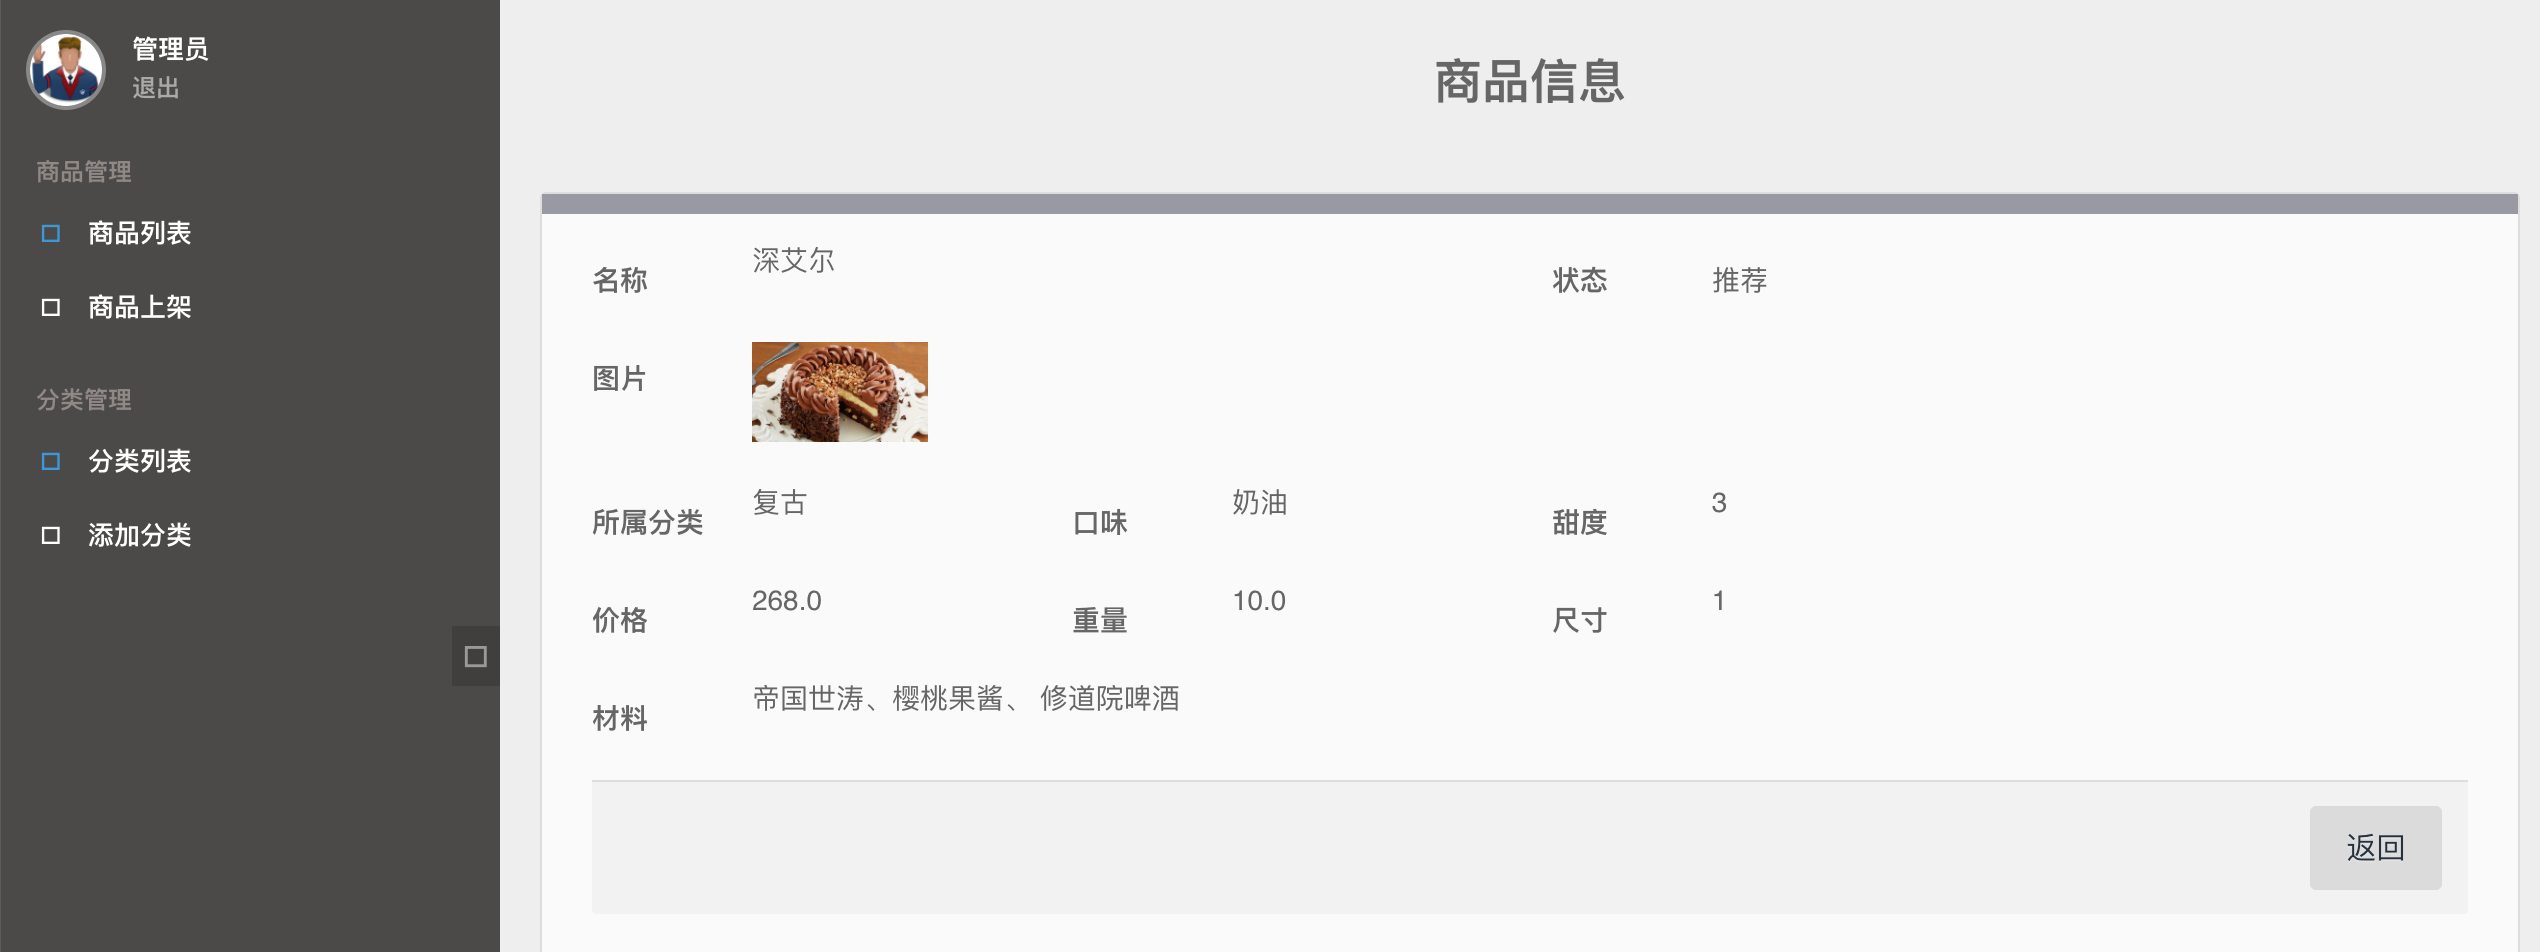 管理员
退出
商品管理
商品列表
商品上架
分类管理
分类列表
添加分类
商品信息
名称 深艾尔 状态 推荐
图片
所属分类 复古 口味 奶油 甜度 3
价格 268.0 重量 10.0 尺寸 1
材料 帝国世涛、樱桃果酱、 修道院啤酒
返回